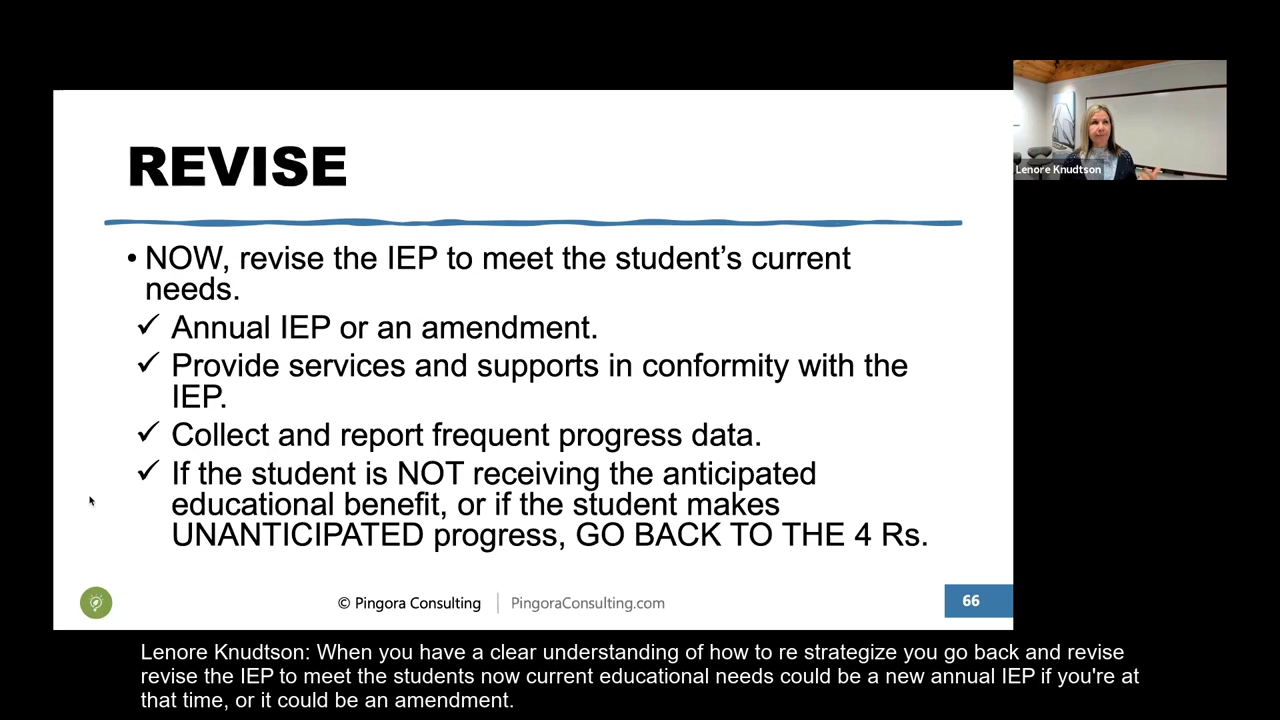 Lenore Knudtson
REVISE
• NOW, revise the IEP to meet the student’s current
needs.
✓ Annual IEP or an amendment.
✓ Provide services and supports in conformity with the
IEP.
✓ Collect and report frequent progress data.
✓ If the student is NOT receiving the anticipated
educational benefit, or if the student makes
UNANTICIPATED progress, GO BACK TO THE 4 Rs.
© Pingora Consulting | PingoraConsulting.com
66
Lenore Knudtson: When you have a clear understanding of how to re strategize you go back and revise
revise the IEP to meet the students now current educational needs could be a new annual IEP if you're at
that time, or it could be an amendment.